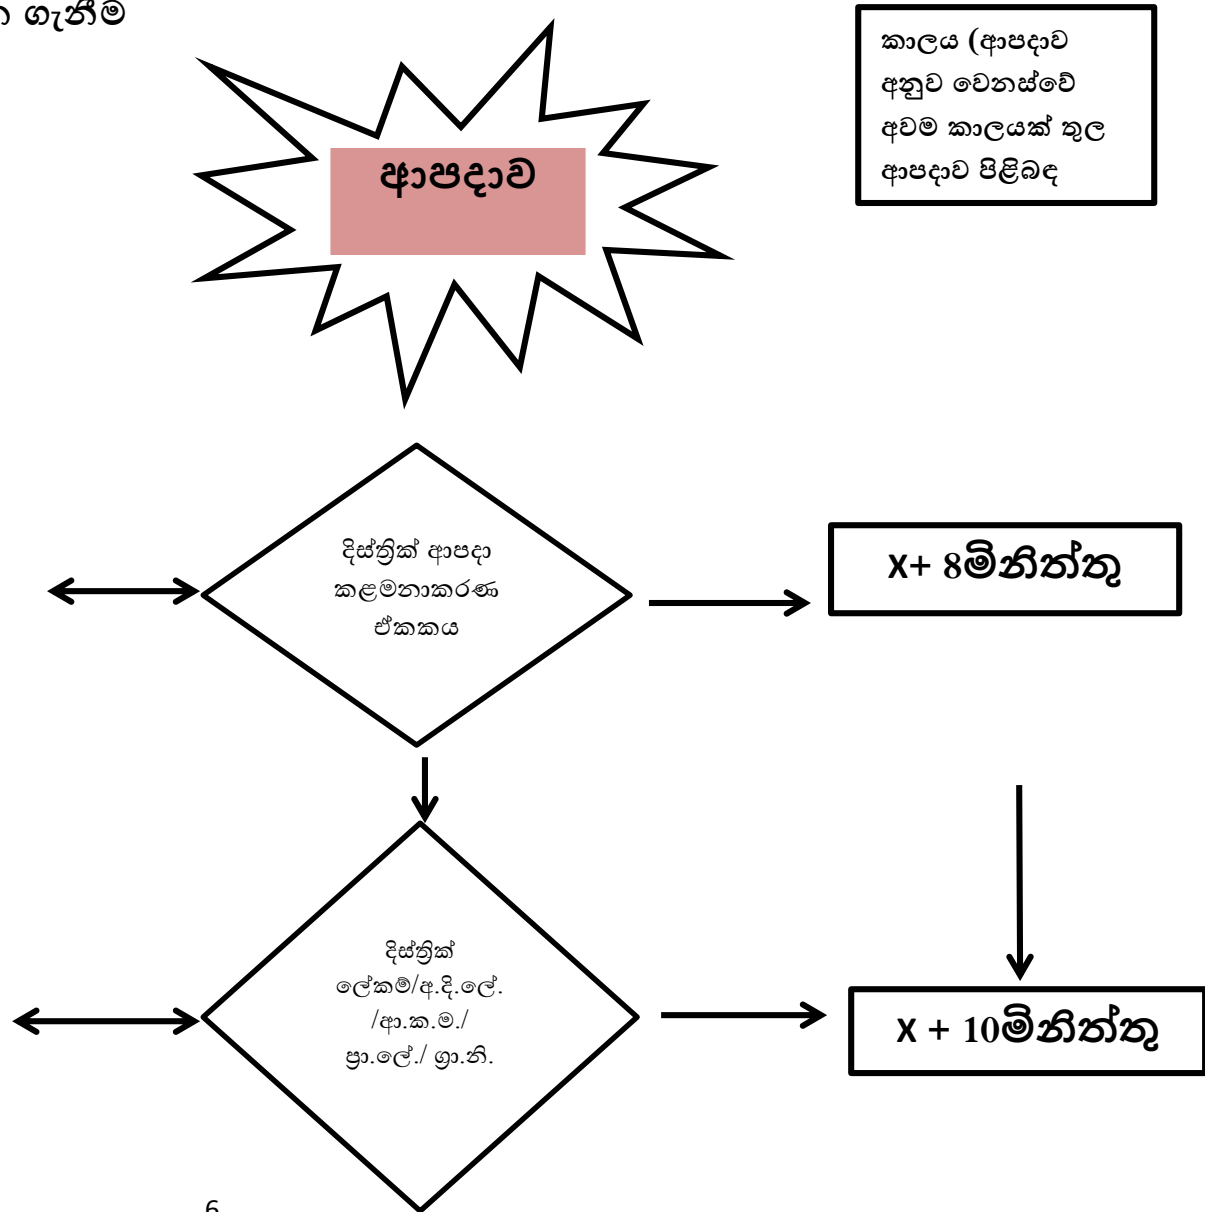 ගැනීම
කාලය (ආපදාව
අනුව වෙනස්වේ
අවම කාලයක් තුල
ආපදාව පිළිබඳ
ආපදාව
දිස්ත්‍රික් ආපදා
කළමනාකරණ
ඒකකය
X+ 8මිනිත්තු
දිස්ත්‍රික්
ලේකම්/අ.දි.ලේ.
/ආ.ක.ම./
ප්‍රා.ලේ./ ග්‍රා.නි.
X + 10මිනිත්තු
6